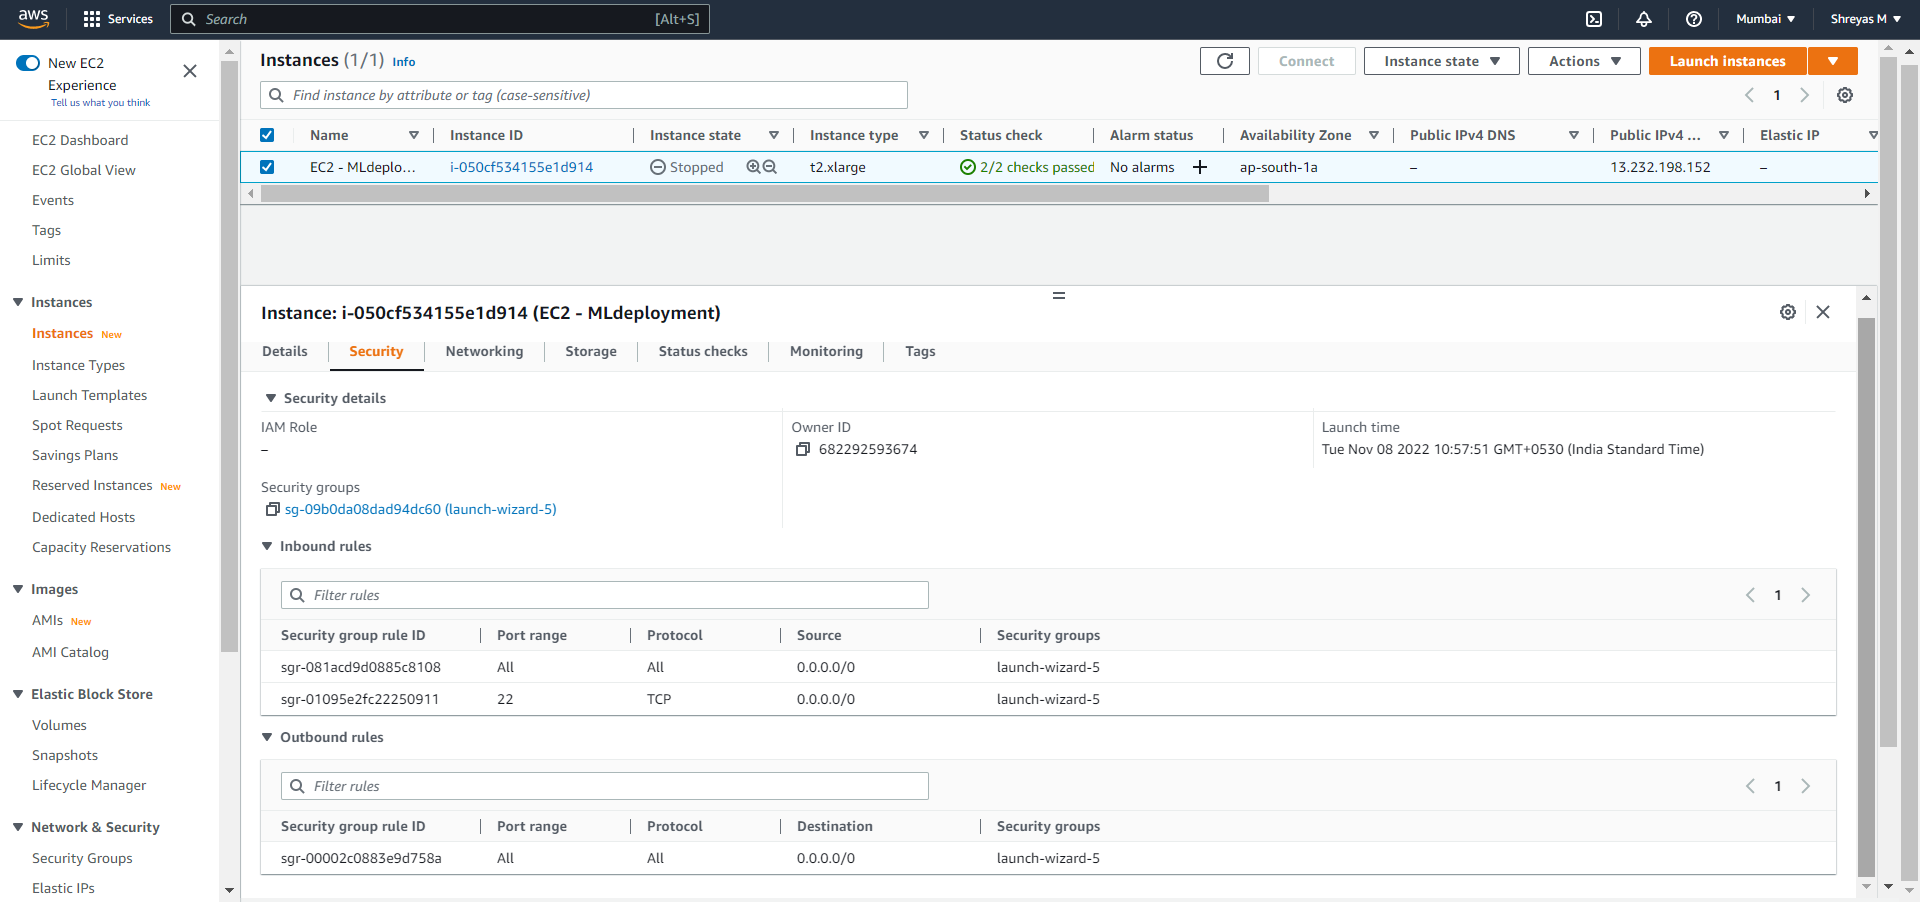 aws
Services
Search
[Alt+S]
Mumbai
Shreyas M
New EC2
Experience
Tell us what you think
EC2 Dashboard
EC2 Global View
Events
Tags
Limits
Instances
Instances New
Instance Types
Launch Templates
Spot Requests
Savings Plans
Reserved Instances New
Dedicated Hosts
Capacity Reservations
Images
AMIs New
AMI Catalog
Elastic Block Store
Volumes
Snapshots
Lifecycle Manager
Network & Security
Security Groups
Elastic IPs
Instances (1/1) Info
Connect
Instance state
Actions
Launch instances
Find instance by attribute or tag (case-sensitive)
1
Name Instance ID Instance state Instance type Status check Alarm status Availability Zone Public IPv4 DNS Public IPv4 ... Elastic IP
EC2 - MLdeplo... i-050cf534155e1d914 Stopped t2.xlarge 2/2 checks passed No alarms + ap-south-1a – 13.232.198.152 –
Instance: i-050cf534155e1d914 (EC2 - MLdeployment)
Details Security Networking Storage Status checks Monitoring Tags
Security details
IAM Role
–
Owner ID
682292593674
Launch time
Tue Nov 08 2022 10:57:51 GMT+0530 (India Standard Time)
Security groups
sg-09b0da08dad94dc60 (launch-wizard-5)
Inbound rules
Filter rules
1
Security group rule ID Port range Protocol Source Security groups
sgr-081acd9d0885c8108 All All 0.0.0.0/0 launch-wizard-5
sgr-01095e2fc22250911 22 TCP 0.0.0.0/0 launch-wizard-5
Outbound rules
Filter rules
1
Security group rule ID Port range Protocol Destination Security groups
sgr-00002c0883e9d758a All All 0.0.0.0/0 launch-wizard-5